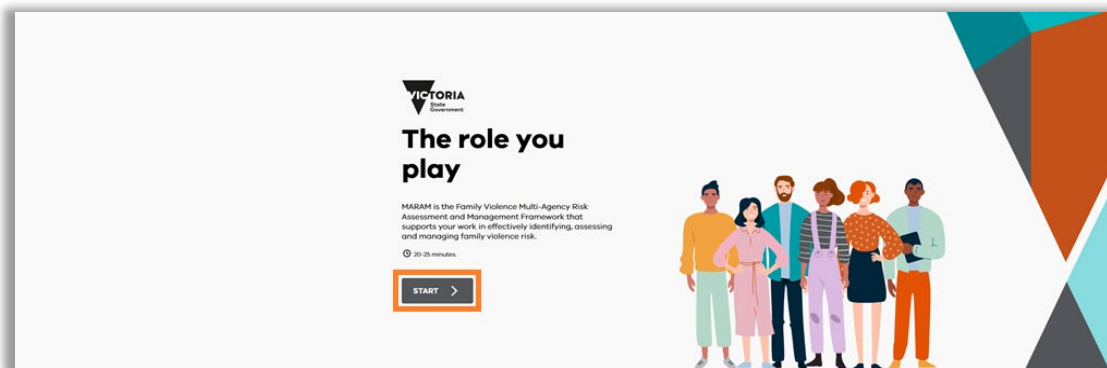 VICTORIA
State
Government
The role you
play
MARAM is the Family Violence Multi-Agency Risk
Assessment and Management Framework that
supports your work in effectively identifying, assessing
and managing family violence risk.
20-25 minutes.
START